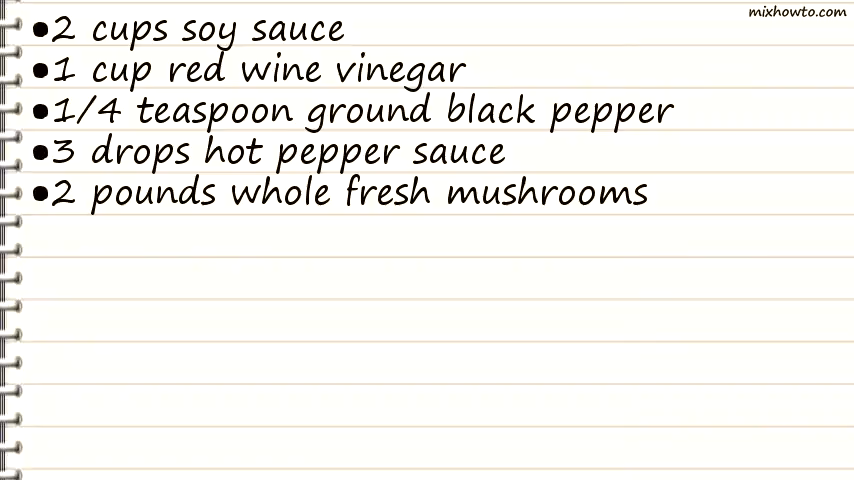 mixhowto.com
•2 cups soy sauce
•1 cup red wine vinegar
•1/4 teaspoon ground black pepper
•3 drops hot pepper sauce
•2 pounds whole fresh mushrooms